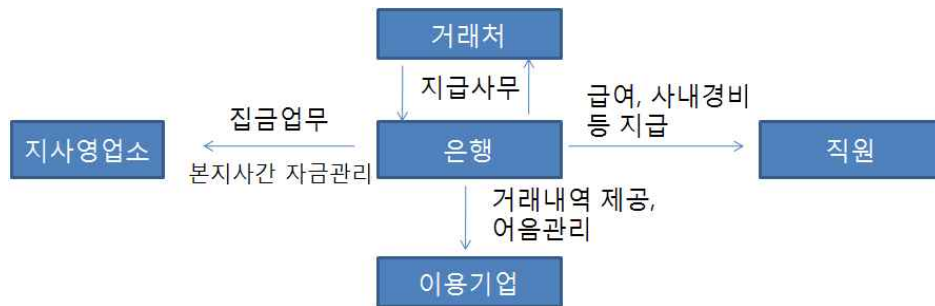 거래처
지급사무
급여, 사내경비
등 지급
집금업무
지사영업소
은행
직원
본지사간 자금관리
거래내역 제공,
어음관리
이용기업